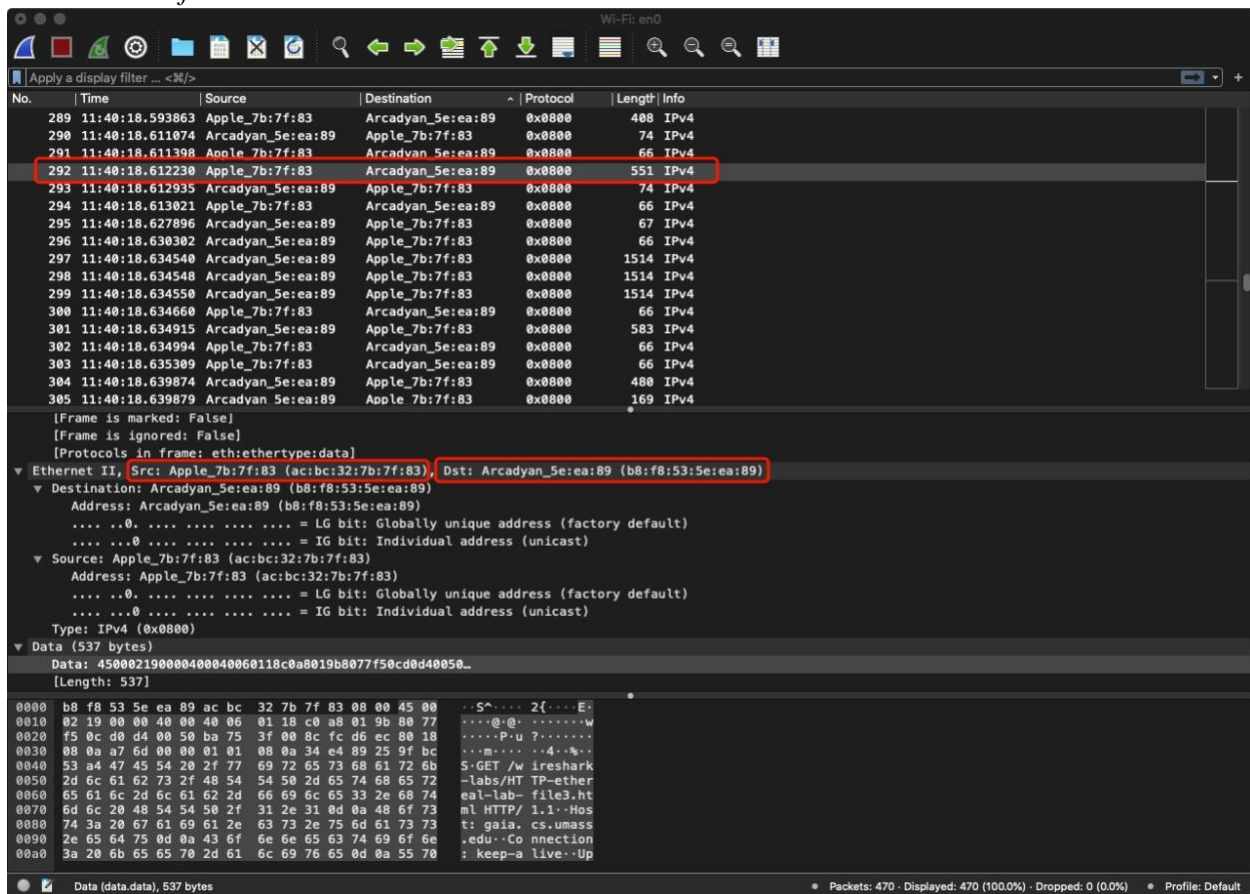 Wi-Fi: en0
Apply a display filter ... <⌘/>
No. Time Source Destination Protocol Length Info
289 11:40:18.593863 Apple_7b:7f:83 Arcadyan_5e:ea:89 0x0800 408 IPv4
290 11:40:18.611074 Arcadyan_5e:ea:89 Apple_7b:7f:83 0x0800 74 IPv4
291 11:40:18.611398 Apple_7b:7f:83 Arcadyan_5e:ea:89 0x0800 66 IPv4
292 11:40:18.612230 Apple_7b:7f:83 Arcadyan_5e:ea:89 0x0800 551 IPv4
293 11:40:18.612935 Arcadyan_5e:ea:89 Apple_7b:7f:83 0x0800 74 IPv4
294 11:40:18.613021 Apple_7b:7f:83 Arcadyan_5e:ea:89 0x0800 66 IPv4
295 11:40:18.627896 Arcadyan_5e:ea:89 Apple_7b:7f:83 0x0800 67 IPv4
296 11:40:18.630302 Arcadyan_5e:ea:89 Apple_7b:7f:83 0x0800 66 IPv4
297 11:40:18.634540 Arcadyan_5e:ea:89 Apple_7b:7f:83 0x0800 1514 IPv4
298 11:40:18.634548 Arcadyan_5e:ea:89 Apple_7b:7f:83 0x0800 1514 IPv4
299 11:40:18.634550 Arcadyan_5e:ea:89 Apple_7b:7f:83 0x0800 1514 IPv4
300 11:40:18.634660 Apple_7b:7f:83 Arcadyan_5e:ea:89 0x0800 66 IPv4
301 11:40:18.634915 Arcadyan_5e:ea:89 Apple_7b:7f:83 0x0800 583 IPv4
302 11:40:18.634994 Apple_7b:7f:83 Arcadyan_5e:ea:89 0x0800 66 IPv4
303 11:40:18.635309 Apple_7b:7f:83 Arcadyan_5e:ea:89 0x0800 66 IPv4
304 11:40:18.639874 Arcadyan_5e:ea:89 Apple_7b:7f:83 0x0800 480 IPv4
305 11:40:18.639879 Arcadyan_5e:ea:89 Apple_7b:7f:83 0x0800 169 IPv4
[Frame is marked: False]
[Frame is ignored: False]
[Protocols in frame: eth:ethertype:data]
Ethernet II, Src: Apple_7b:7f:83 (ac:bc:32:7b:7f:83), Dst: Arcadyan_5e:ea:89 (b8:f8:53:5e:ea:89)
Destination: Arcadyan_5e:ea:89 (b8:f8:53:5e:ea:89)
Address: Arcadyan_5e:ea:89 (b8:f8:53:5e:ea:89)
.... ..0. .... .... .... .... = LG bit: Globally unique address (factory default)
.... ...0 .... .... .... .... = IG bit: Individual address (unicast)
Source: Apple_7b:7f:83 (ac:bc:32:7b:7f:83)
Address: Apple_7b:7f:83 (ac:bc:32:7b:7f:83)
.... ..0. .... .... .... .... = LG bit: Globally unique address (factory default)
.... ...0 .... .... .... .... = IG bit: Individual address (unicast)
Type: IPv4 (0x0800)
Data (537 bytes)
Data: 450002190000400040060118c0a8019b8077f50cd0d40050…
[Length: 537]
0000 b8 f8 53 5e ea 89 ac bc 32 7b 7f 83 08 00 45 00 ··S^···· 2{····E·
0010 02 19 00 00 40 00 40 06 01 18 c0 a8 01 9b 80 77 ····@·@· ·······w
0020 f5 0c d0 d4 00 50 ba 75 3f 00 8c fc d6 ec 80 18 ·····P·u ?·······
0030 08 0a a7 6d 00 00 01 01 08 0a 34 e4 89 25 9f bc ···m···· ··4··%··
0040 53 a4 47 45 54 20 2f 77 69 72 65 73 68 61 72 6b S·GET /w ireshark
0050 2d 6c 61 62 73 2f 48 54 54 50 2d 65 74 68 65 72 -labs/HT TP-ether
0060 65 61 6c 2d 6c 61 62 2d 66 69 6c 65 33 2e 68 74 eal-lab- file3.ht
0070 6d 6c 20 48 54 54 50 2f 31 2e 31 0d 0a 48 6f 73 ml HTTP/ 1.1··Hos
0080 74 3a 20 67 61 69 61 2e 63 73 2e 75 6d 61 73 73 t: gaia. cs.umass
0090 2e 65 64 75 0d 0a 43 6f 6e 6e 65 63 74 69 6f 6e .edu··Co nnection
00a0 3a 20 6b 65 65 70 2d 61 6c 69 76 65 0d 0a 55 70 : keep-a live··Up
Data (data.data), 537 bytes Packets: 470 · Displayed: 470 (100.0%) · Dropped: 0 (0.0%) Profile: Default